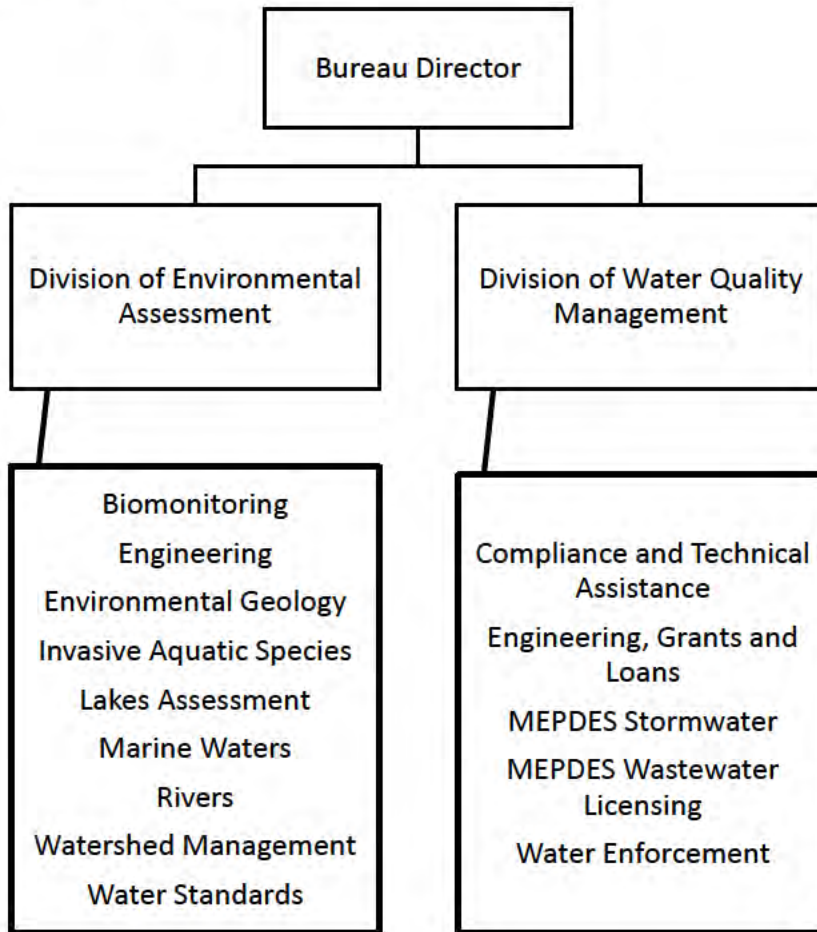 Bureau Director
Division of Environmental
Assessment
Division of Water Quality
Management
Biomonitoring
Engineering
Environmental Geology
Invasive Aquatic Species
Lakes Assessment
Marine Waters
Rivers
Watershed Management
Water Standards
Compliance and Technical
Assistance
Engineering, Grants and
Loans
MEPDES Stormwater
MEPDES Wastewater
Licensing
Water Enforcement